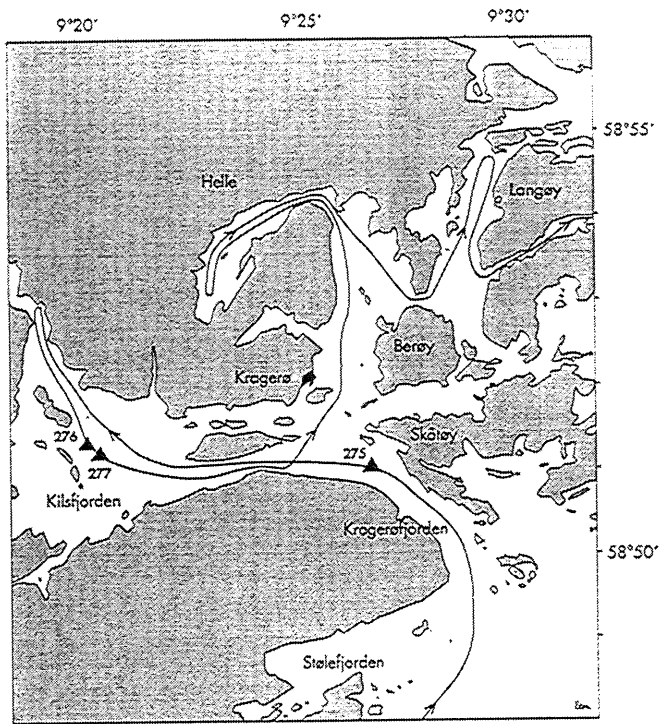 9°20′ 9°25′ 9°30′
58°55′
Helle
Langøy
Berøy
Kragerø
Skåtøy
276
275
277
Kilsfjorden
Kragerøfjorden
58°50′
Stølefjorden